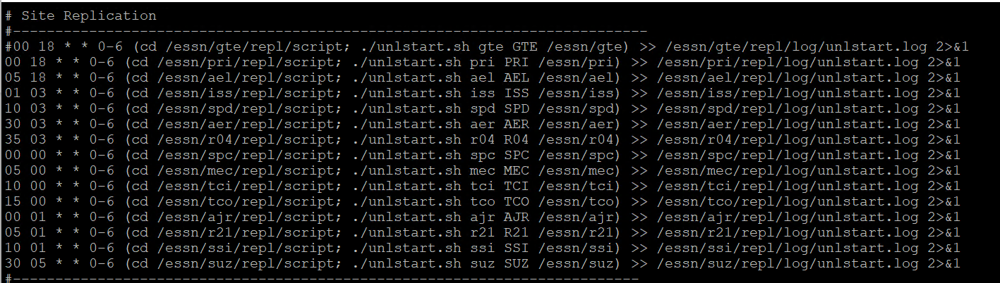 # Site Replication
#---------------------------------------------------------------------------
#00 18 * * 0-6 (cd /essn/gte/repl/script; ./unlstart.sh gte GTE /essn/gte) >> /essn/gte/repl/log/unlstart.log 2>&1
00 18 * * 0-6 (cd /essn/pri/repl/script; ./unlstart.sh pri PRI /essn/pri) >> /essn/pri/repl/log/unlstart.log 2>&1
05 18 * * 0-6 (cd /essn/ael/repl/script; ./unlstart.sh ael AEL /essn/ael) >> /essn/ael/repl/log/unlstart.log 2>&1
01 03 * * 0-6 (cd /essn/iss/repl/script; ./unlstart.sh iss ISS /essn/iss) >> /essn/iss/repl/log/unlstart.log 2>&1
10 03 * * 0-6 (cd /essn/spd/repl/script; ./unlstart.sh spd SPD /essn/spd) >> /essn/spd/repl/log/unlstart.log 2>&1
30 03 * * 0-6 (cd /essn/aer/repl/script; ./unlstart.sh aer AER /essn/aer) >> /essn/aer/repl/log/unlstart.log 2>&1
35 03 * * 0-6 (cd /essn/r04/repl/script; ./unlstart.sh r04 R04 /essn/r04) >> /essn/r04/repl/log/unlstart.log 2>&1
00 00 * * 0-6 (cd /essn/spc/repl/script; ./unlstart.sh spc SPC /essn/spc) >> /essn/spc/repl/log/unlstart.log 2>&1
05 00 * * 0-6 (cd /essn/mec/repl/script; ./unlstart.sh mec MEC /essn/mec) >> /essn/mec/repl/log/unlstart.log 2>&1
10 00 * * 0-6 (cd /essn/tci/repl/script; ./unlstart.sh tci TCI /essn/tci) >> /essn/tci/repl/log/unlstart.log 2>&1
15 00 * * 0-6 (cd /essn/tco/repl/script; ./unlstart.sh tco TCO /essn/tco) >> /essn/tco/repl/log/unlstart.log 2>&1
00 01 * * 0-6 (cd /essn/ajr/repl/script; ./unlstart.sh ajr AJR /essn/ajr) >> /essn/ajr/repl/log/unlstart.log 2>&1
05 01 * * 0-6 (cd /essn/r21/repl/script; ./unlstart.sh r21 R21 /essn/r21) >> /essn/r21/repl/log/unlstart.log 2>&1
10 01 * * 0-6 (cd /essn/ssi/repl/script; ./unlstart.sh ssi SSI /essn/ssi) >> /essn/ssi/repl/log/unlstart.log 2>&1
30 05 * * 0-6 (cd /essn/suz/repl/script; ./unlstart.sh suz SUZ /essn/suz) >> /essn/suz/repl/log/unlstart.log 2>&1
#--------------------------------------------------------------------------